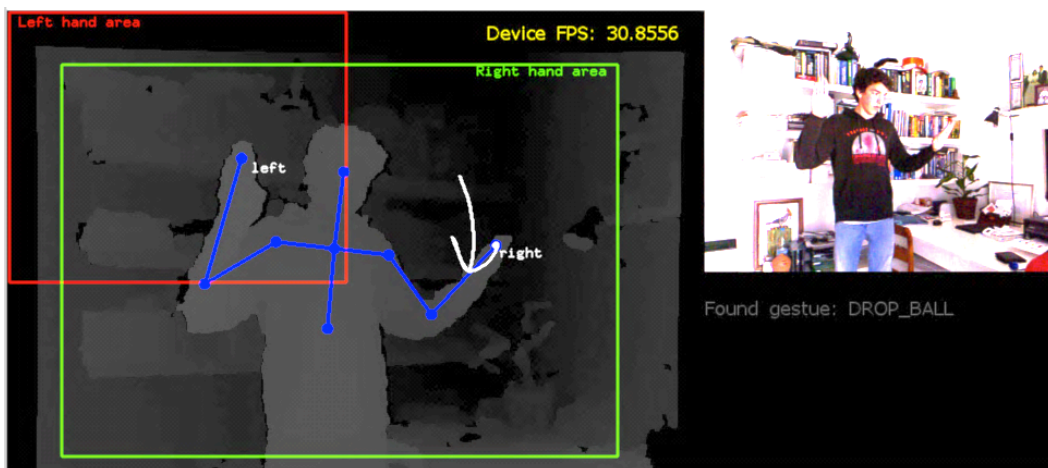 Left hand area
Device FPS: 30.8556
Right hand area
left
right
Found gestue: DROP_BALL